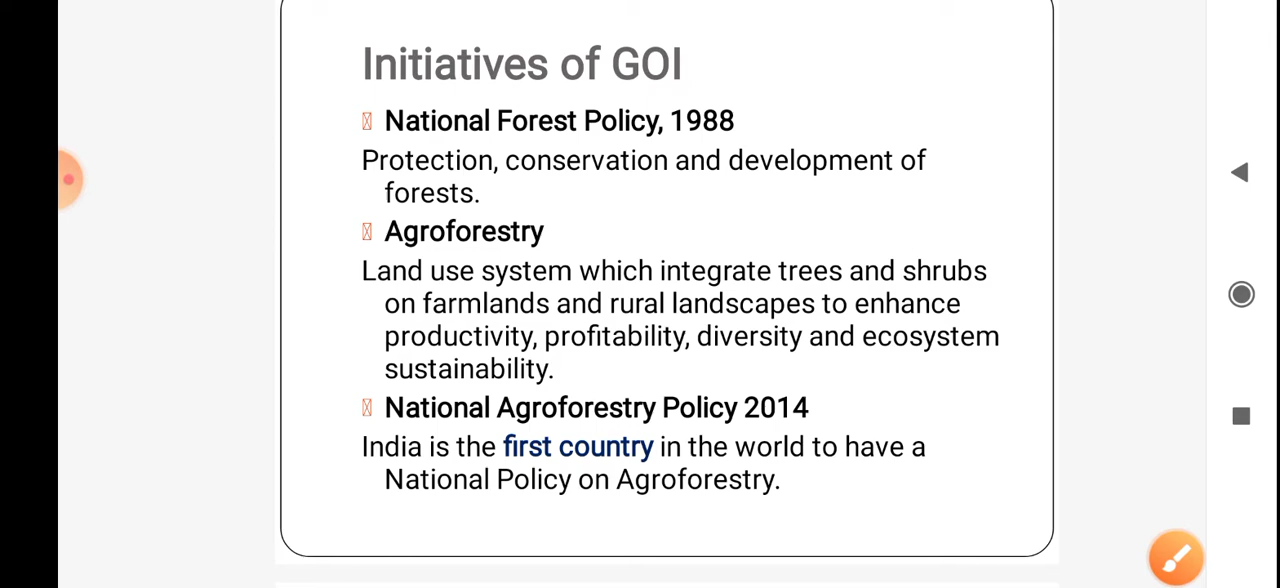 Initiatives of GOI
National Forest Policy, 1988
Protection, conservation and development of
forests.
Agroforestry
Land use system which integrate trees and shrubs
on farmlands and rural landscapes to enhance
productivity, profitability, diversity and ecosystem
sustainability.
National Agroforestry Policy 2014
India is the first country in the world to have a
National Policy on Agroforestry.